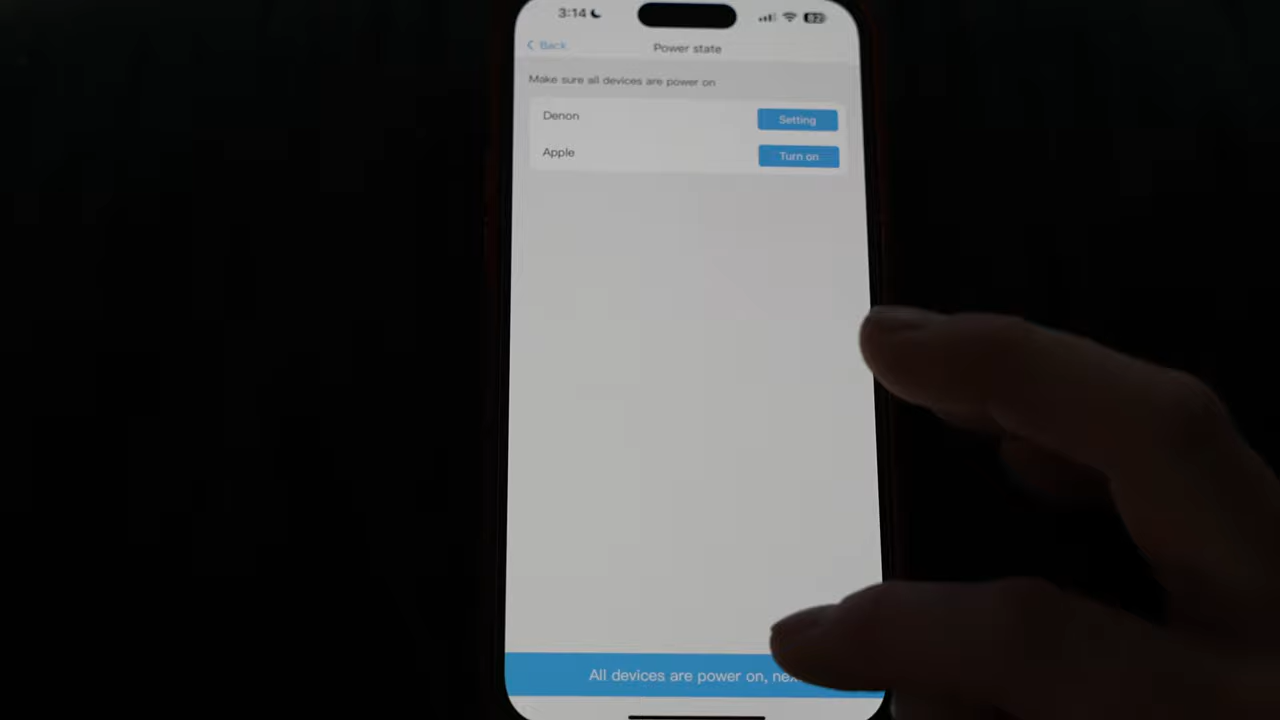 3:14
82
Back
Power state
Make sure all devices are power on
Denon
Setting
Apple
Turn on
All devices are power on,